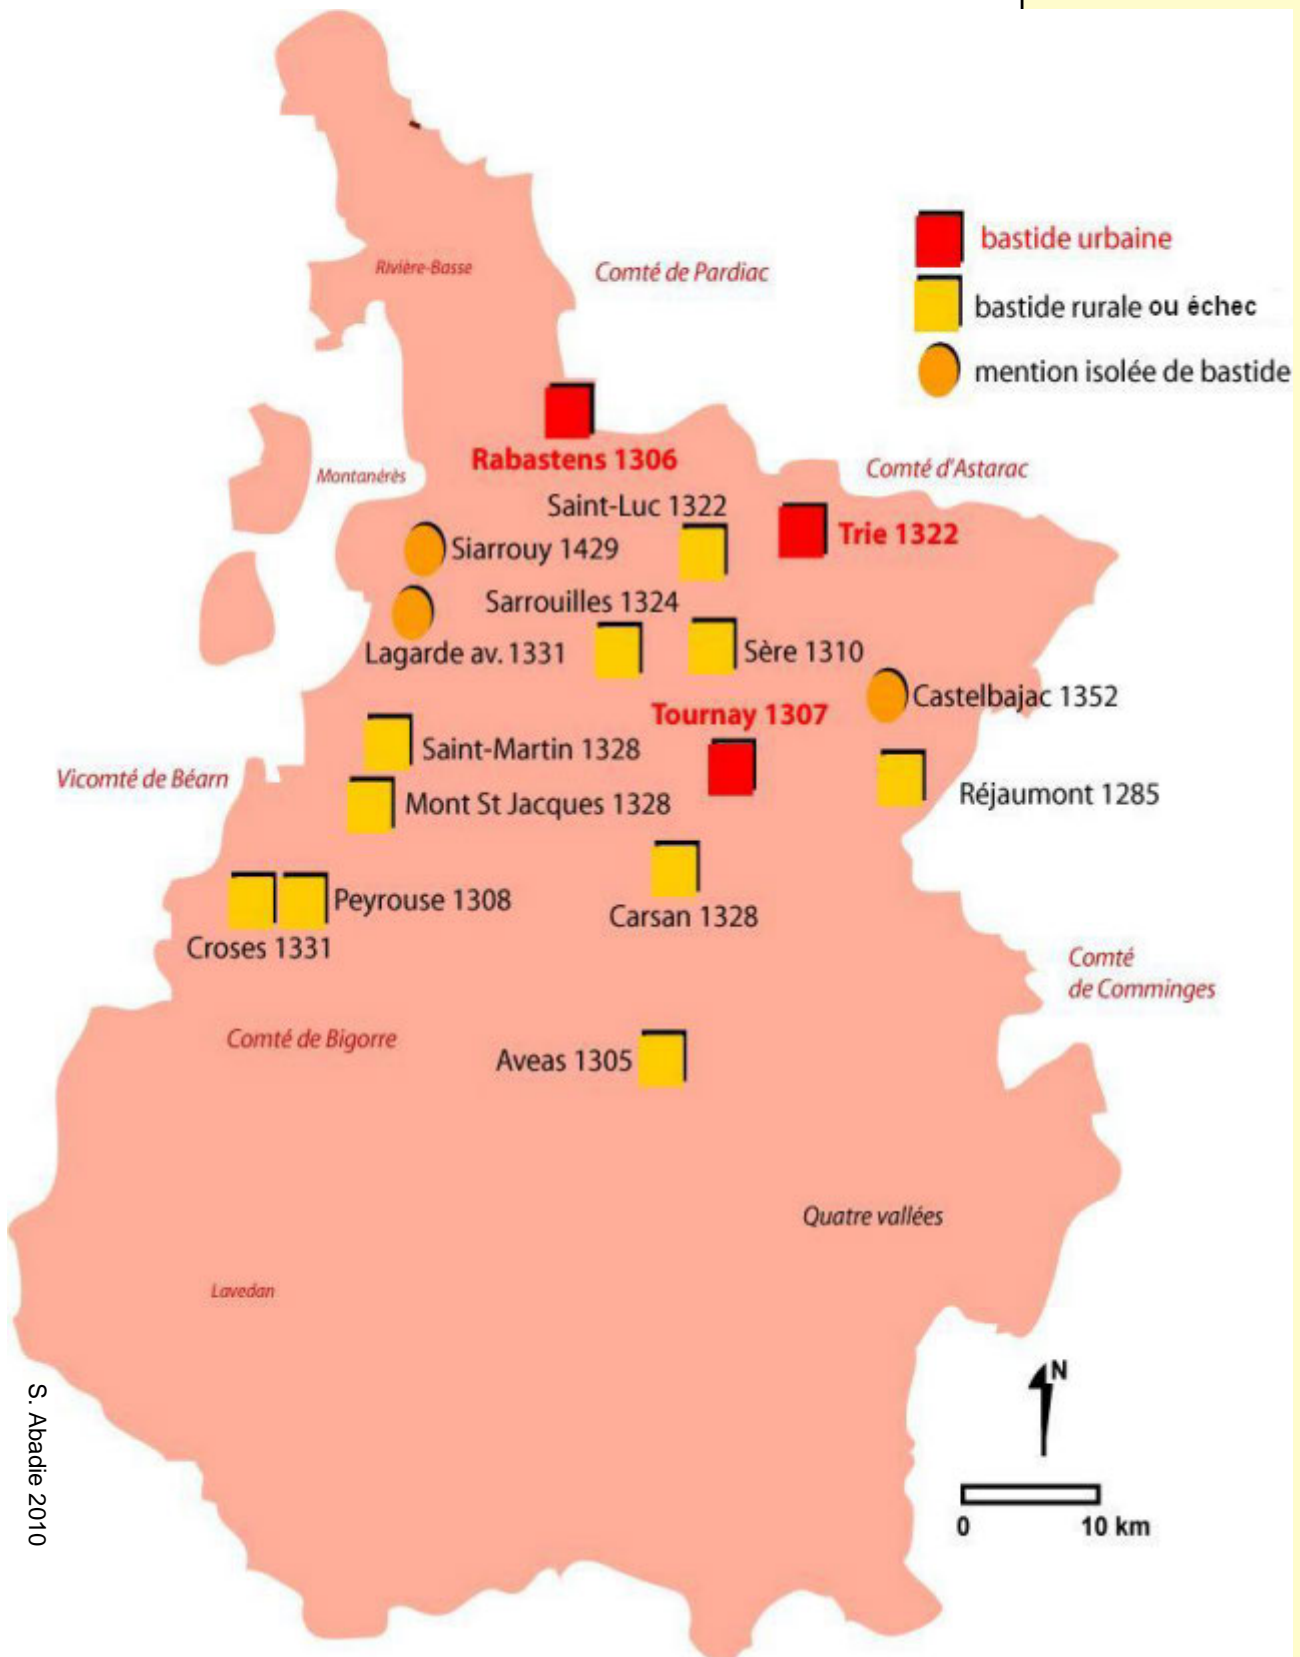 bastide urbaine
Rivière-Basse
Comté de Pardiac
bastide rurale ou échec
mention isolée de bastide
Rabastens 1306
Comté d'Astarac
Montanérès
Saint-Luc 1322
Trie 1322
Siarrouy 1429
Sarrouilles 1324
Lagarde av. 1331
Sère 1310
Castelbajac 1352
Tournay 1307
Saint-Martin 1328
Vicomté de Béarn
Réjaumont 1285
Mont St Jacques 1328
Peyrouse 1308
Carsan 1328
Croses 1331
Comté
de Comminges
Comté de Bigorre
Aveas 1305
Quatre vallées
Lavedan
N
S. Abadie 2010
0 10 km